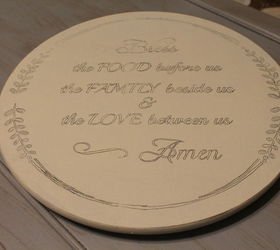 Bless
the FOOD before us
the FAMILY beside us
&
the LOVE between us
Amen